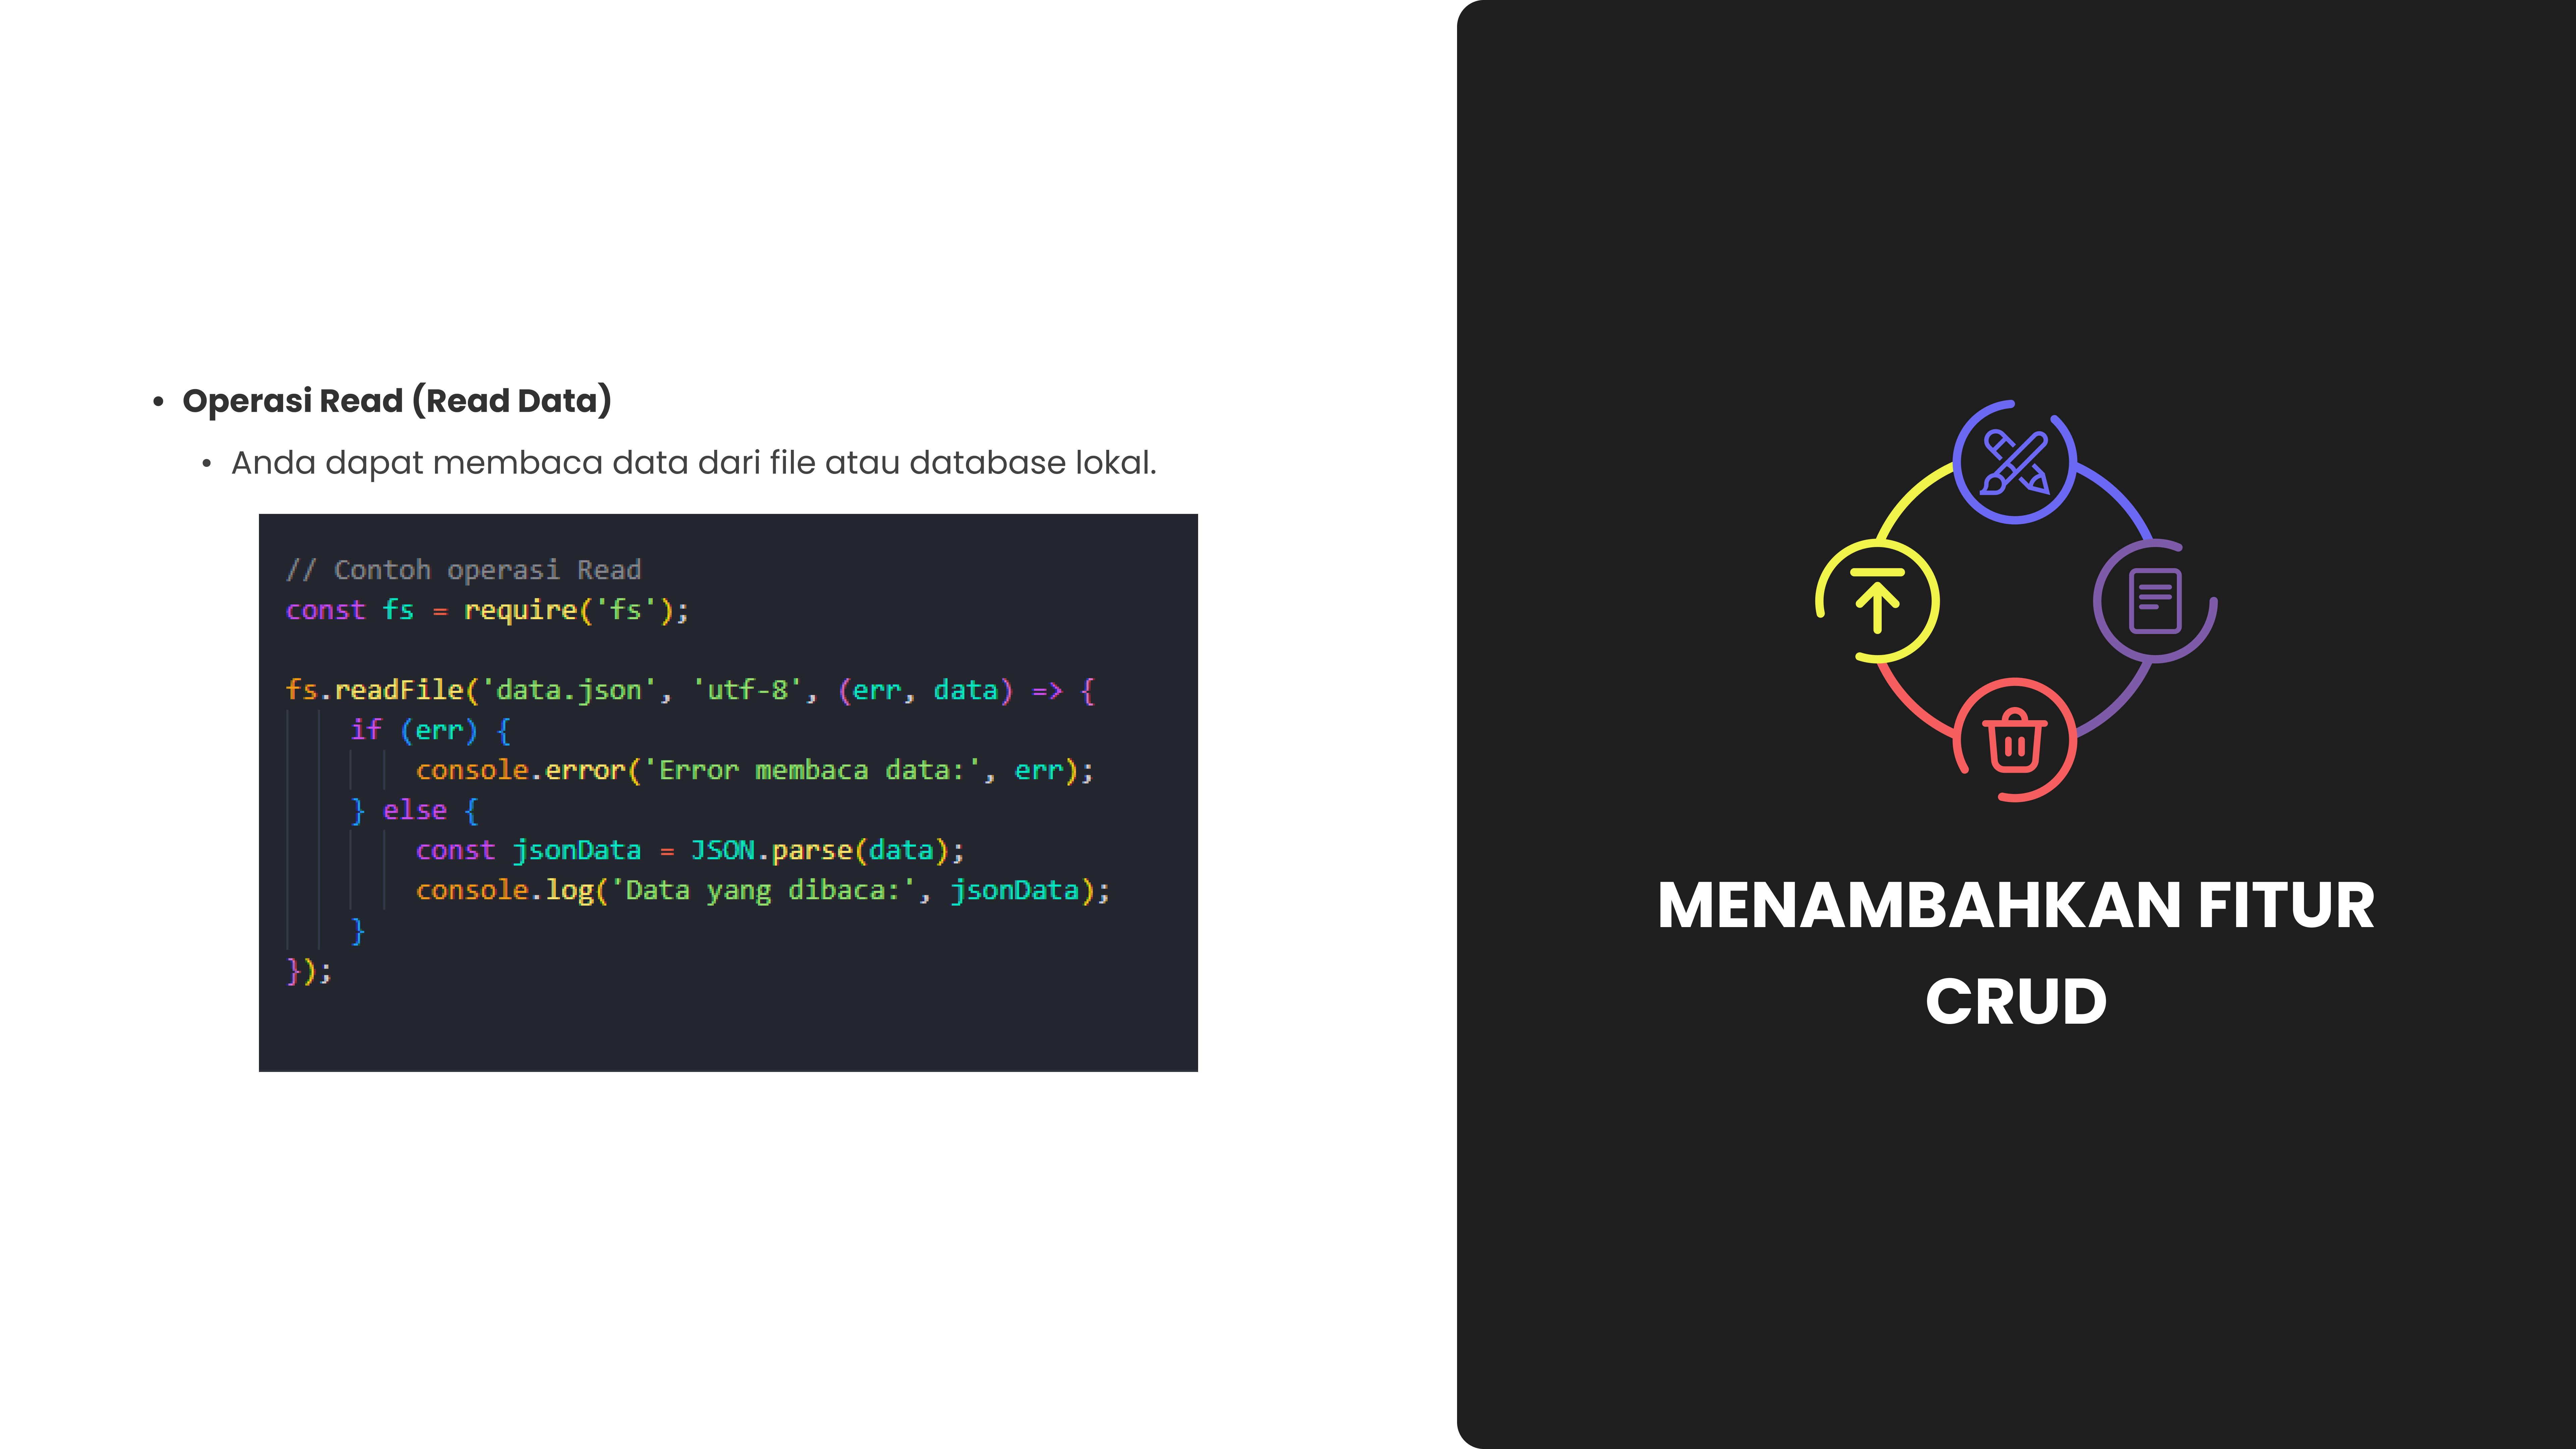 • Operasi Read (Read Data)
• Anda dapat membaca data dari file atau database lokal.
// Contoh operasi Read
const fs = require('fs');
fs.readFile('data.json', 'utf-8', (err, data) => {
    if (err) {
        console.error('Error membaca data:', err);
    } else {
        const jsonData = JSON.parse(data);
        console.log('Data yang dibaca:', jsonData);
    }
});
MENAMBAHKAN FITUR
CRUD